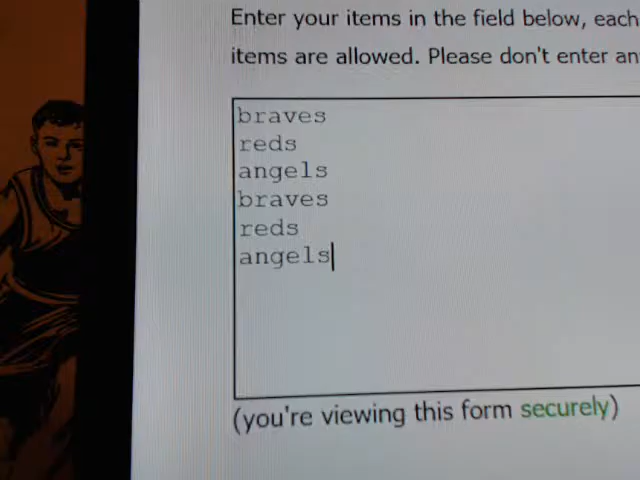 Enter your items in the field below, each
items are allowed. Please don't enter an
braves
reds
angels
braves
reds
angels
(you're viewing this form securely)